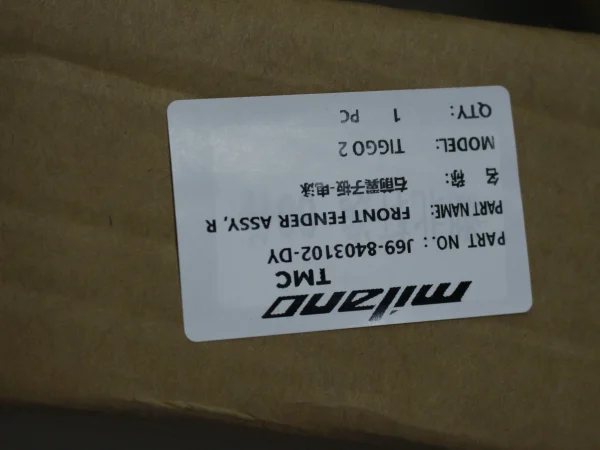 milano
TMC
PART NO.: J69-8403102-DY
PART NAME: FRONT FENDER ASSY, R
名 称: 右前翼子板-电泳
MODEL: TIGGO 2
QTY: 1 PC